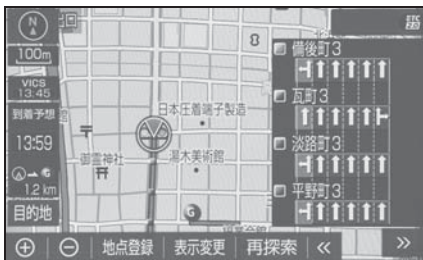 N
ETC 2.0
100m
8
備後町3
VICS
13:45
瓦町3
日本圧着端子製造
到着予想
13:59
淡路町3
御霊神社
湯木美術館
1.2 km
平野町3
G
目的地
地点登録
表示変更
再探索